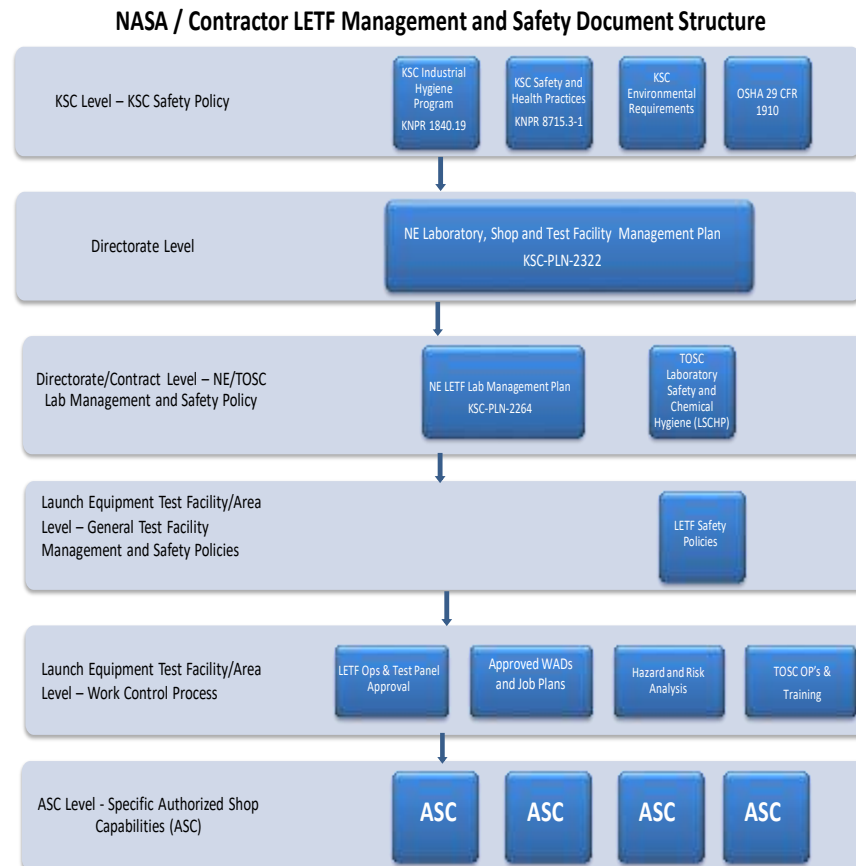 NASA / Contractor LETF Management and Safety Document Structure
KSC Level – KSC Safety Policy
KSC Industrial
Hygiene
Program
KNPR 1840.19
KSC Safety and
Health Practices
KNPR 8715.3-1
KSC
Environmental
Requirements
OSHA 29 CFR
1910
Directorate Level
NE Laboratory, Shop and Test Facility Management Plan
KSC-PLN-2322
Directorate/Contract Level – NE/TOSC
Lab Management and Safety Policy
NE LETF Lab Management Plan
KSC-PLN-2264
TOSC
Laboratory
Safety and
Chemical
Hygiene (LSCHP)
Launch Equipment Test Facility/Area
Level – General Test Facility
Management and Safety Policies
LETF Safety
Policies
Launch Equipment Test Facility/Area
Level – Work Control Process
LETF Ops & Test Panel
Approval
Approved WADs
and Job Plans
Hazard and Risk
Analysis
TOSC OP's &
Training
ASC Level - Specific Authorized Shop
Capabilities (ASC)
ASC
ASC
ASC
ASC